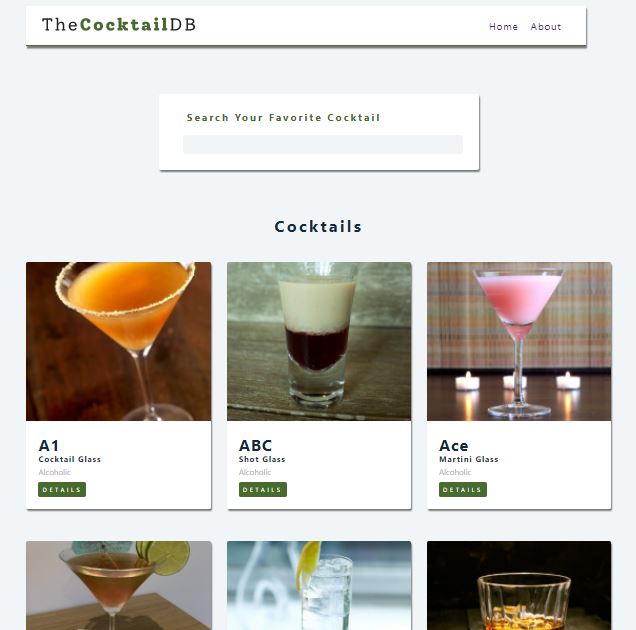 TheCocktailDB
Home About
Search Your Favorite Cocktail
Cocktails
A1
Cocktail Glass
Alcoholic
DETAILS
ABC
Shot Glass
Alcoholic
DETAILS
Ace
Martini Glass
Alcoholic
DETAILS